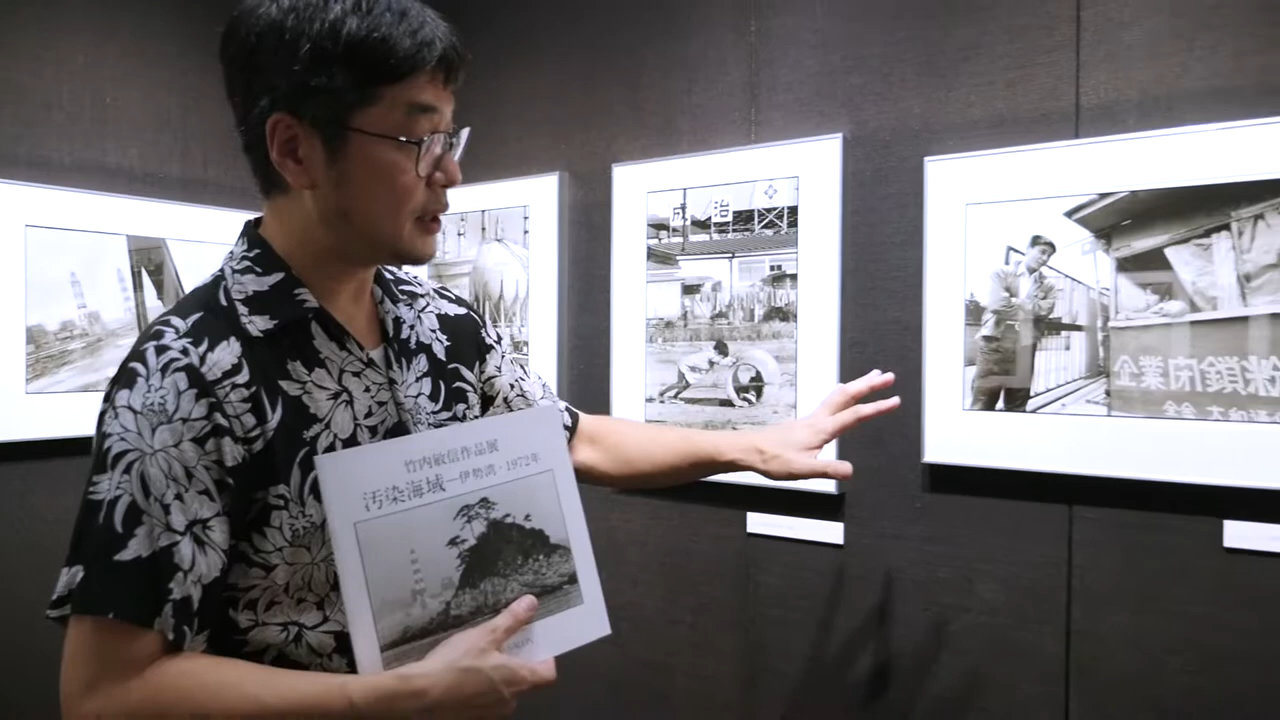 竹内敏信作品展
汚染海域—伊勢湾・1972年
成 治
企業閉鎖粉